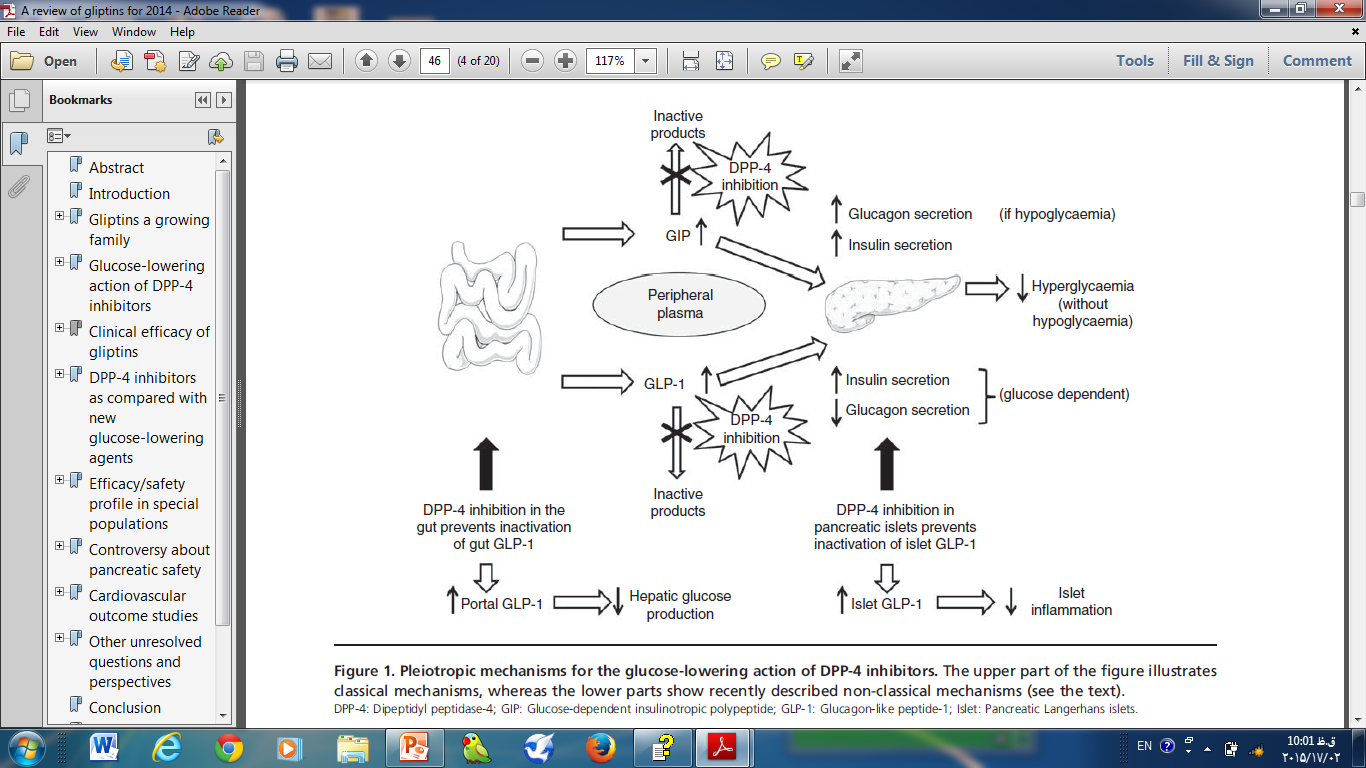 A review of gliptins for 2014 - Adobe Reader
File Edit View Window Help
Open 46 (4 of 20) 117% Tools Fill & Sign Comment
Bookmarks
Abstract
Introduction
Gliptins a growing
family
Glucose-lowering
action of DPP-4
inhibitors
Clinical efficacy of
gliptins
DPP-4 inhibitors
as compared with
new
glucose-lowering
agents
Efficacy/safety
profile in special
populations
Controversy about
pancreatic safety
Cardiovascular
outcome studies
Other unresolved
questions and
perspectives
Conclusion
Inactive
products
DPP-4
inhibition
GIP
Glucagon secretion (if hypoglycaemia)
Insulin secretion
Peripheral
plasma
Hyperglycaemia
(without
hypoglycaemia)
GLP-1
Insulin secretion
Glucagon secretion
(glucose dependent)
DPP-4
inhibition
Inactive
products
DPP-4 inhibition in the
gut prevents inactivation
of gut GLP-1
Portal GLP-1
Hepatic glucose
production
DPP-4 inhibition in
pancreatic islets prevents
inactivation of islet GLP-1
Islet GLP-1
Islet
inflammation
Figure 1. Pleiotropic mechanisms for the glucose-lowering action of DPP-4 inhibitors. The upper part of the figure illustrates
classical mechanisms, whereas the lower parts show recently described non-classical mechanisms (see the text).
DPP-4: Dipeptidyl peptidase-4; GIP: Glucose-dependent insulinotropic polypeptide; GLP-1: Glucagon-like peptide-1; Islet: Pancreatic Langerhans islets.
EN
10:01 ق.ظ
۲۰۱۵/۱۷/۰۲